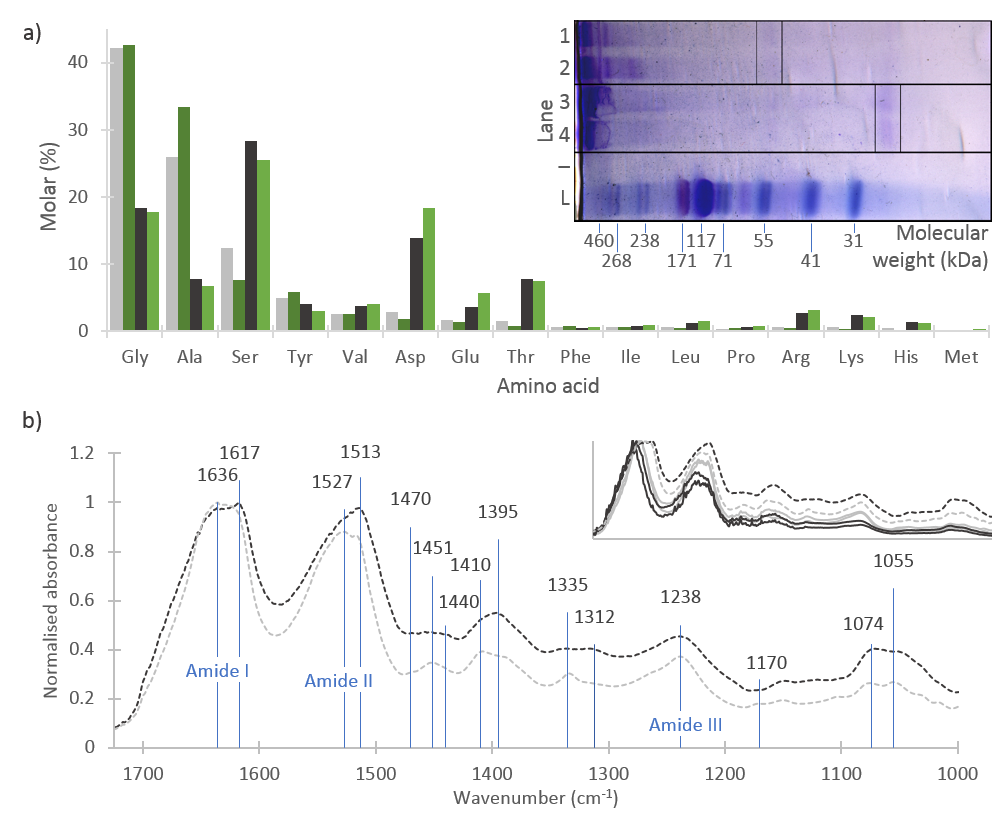 a)
Molar (%)
40
30
20
10
0
Gly Ala Ser Tyr Val Asp Glu Thr Phe Ile Leu Pro Arg Lys His Met
Amino acid
Lane
1
2
3
4
–
L
460 238 117 55 31
268 171 71 41
Molecular
weight (kDa)
b)
Normalised absorbance
1.2
1
0.8
0.6
0.4
0.2
0
1617 1513
1636 1527
1470
1395
1451
1410
1440
1335
1312
1238
1170
1074
1055
Amide I
Amide II
Amide III
1700 1600 1500 1400 1300 1200 1100 1000
Wavenumber (cm⁻¹)